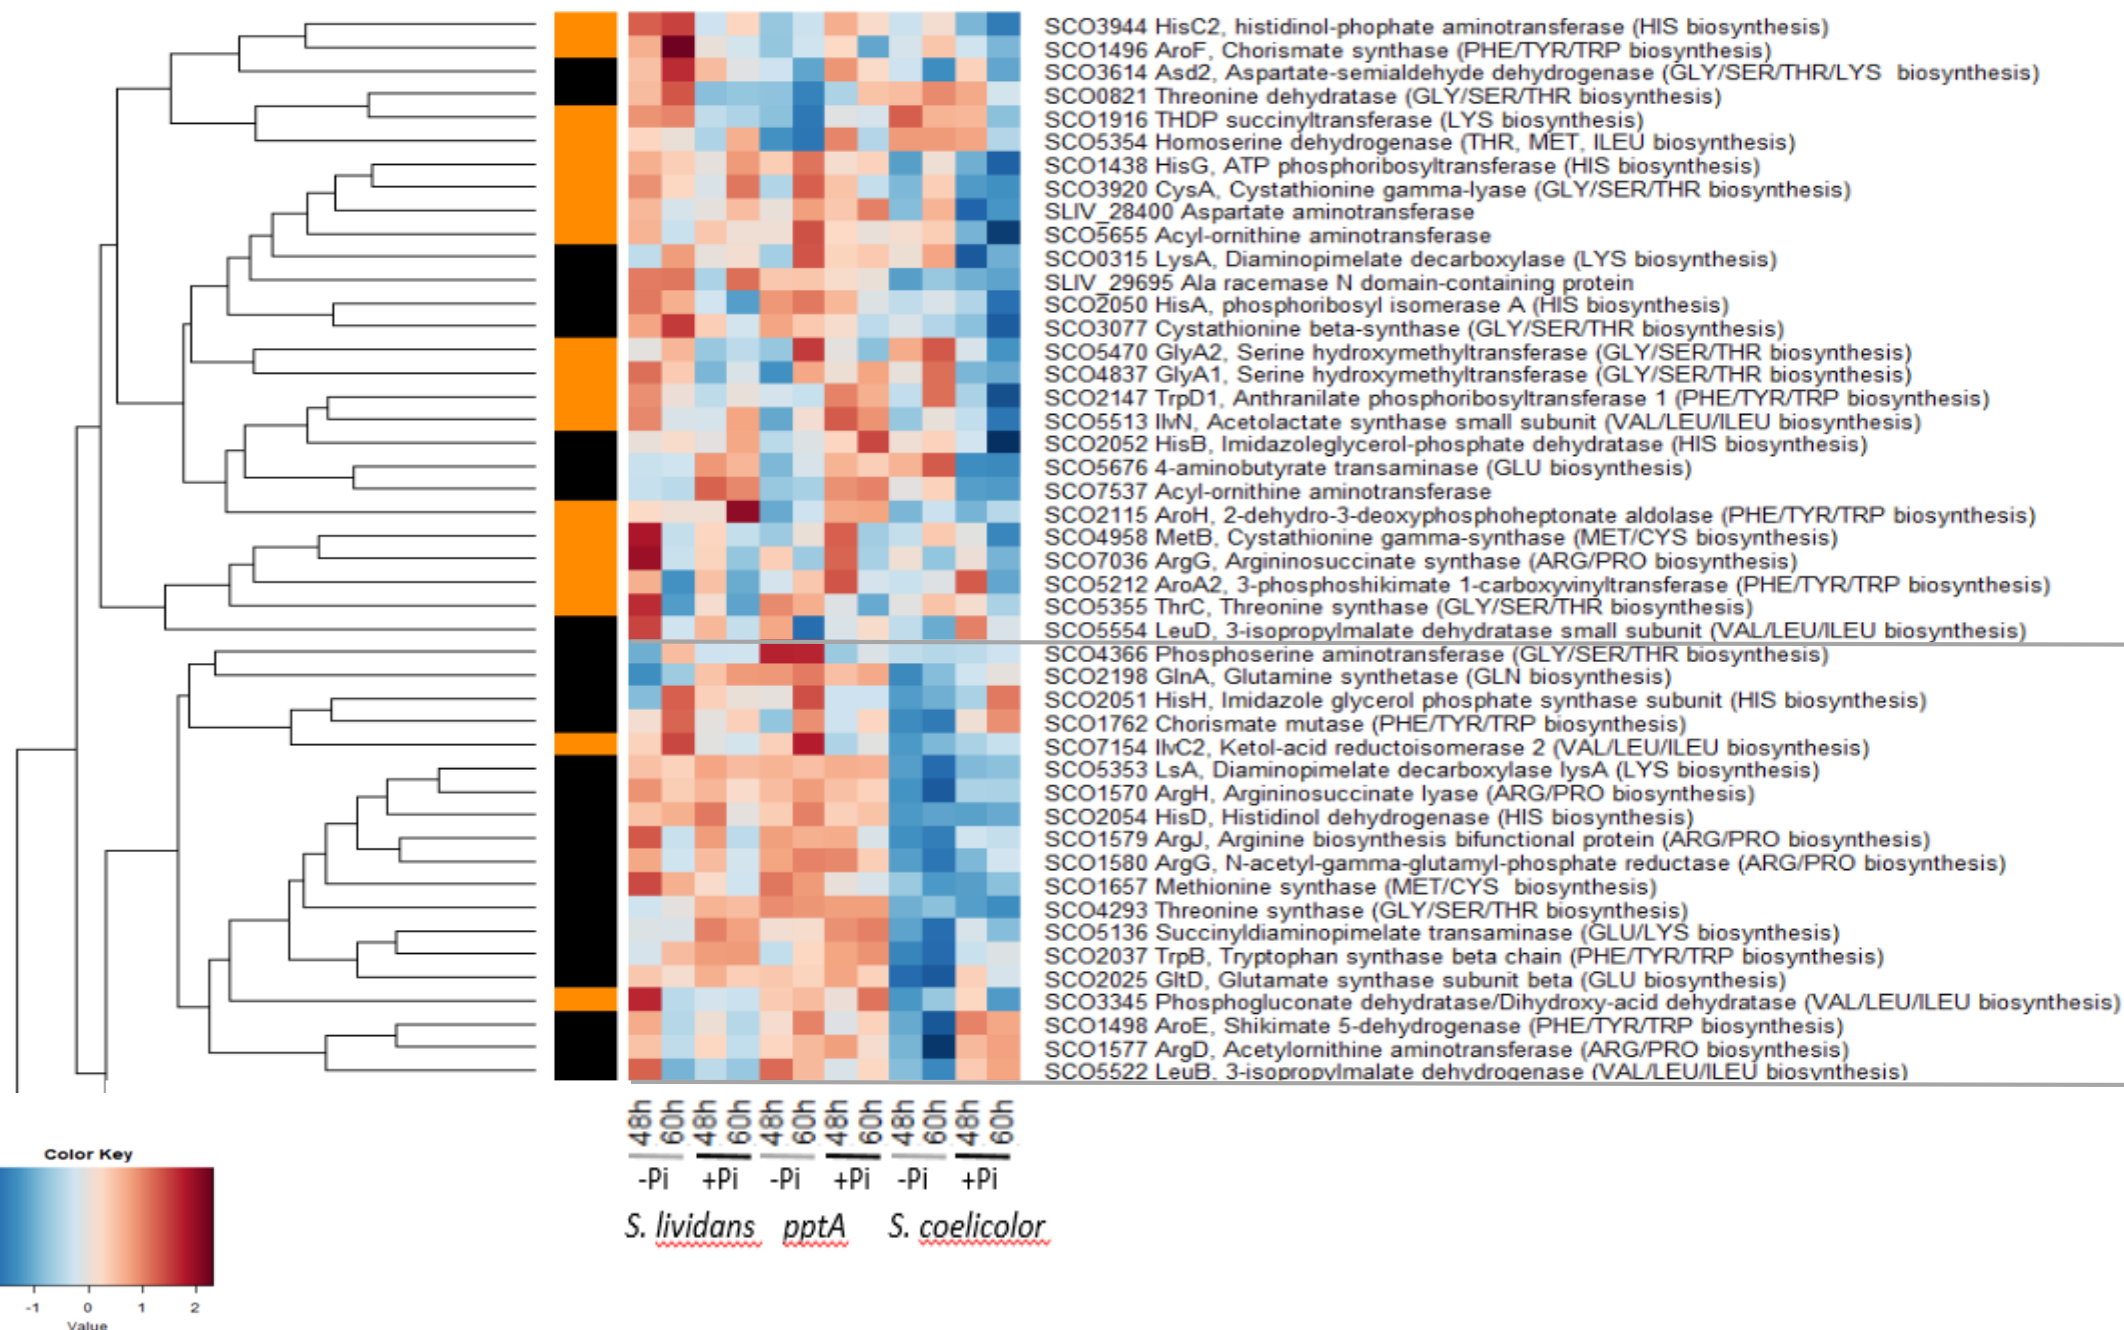 SCO3944 HisC2, histidinol-phophate aminotransferase (HIS biosynthesis)
SCO1496 AroF, Chorismate synthase (PHE/TYR/TRP biosynthesis)
SCO3614 Asd2, Aspartate-semialdehyde dehydrogenase (GLY/SER/THR/LYS biosynthesis)
SCO0821 Threonine dehydratase (GLY/SER/THR biosynthesis)
SCO1916 THDP succinyltransferase (LYS biosynthesis)
SCO5354 Homoserine dehydrogenase (THR, MET, ILEU biosynthesis)
SCO1438 HisG, ATP phosphoribosyltransferase (HIS biosynthesis)
SCO3920 CysA, Cystathionine gamma-lyase (GLY/SER/THR biosynthesis)
SLIV_28400 Aspartate aminotransferase
SCO5655 Acyl-ornithine aminotransferase
SCO0315 LysA, Diaminopimelate decarboxylase (LYS biosynthesis)
SLIV_29695 Ala racemase N domain-containing protein
SCO2050 HisA, phosphoribosyl isomerase A (HIS biosynthesis)
SCO3077 Cystathionine beta-synthase (GLY/SER/THR biosynthesis)
SCO5470 GlyA2, Serine hydroxymethyltransferase (GLY/SER/THR biosynthesis)
SCO4837 GlyA1, Serine hydroxymethyltransferase (GLY/SER/THR biosynthesis)
SCO2147 TrpD1, Anthranilate phosphoribosyltransferase 1 (PHE/TYR/TRP biosynthesis)
SCO5513 IlvN, Acetolactate synthase small subunit (VAL/LEU/ILEU biosynthesis)
SCO2052 HisB, Imidazoleglycerol-phosphate dehydratase (HIS biosynthesis)
SCO5676 4-aminobutyrate transaminase (GLU biosynthesis)
SCO7537 Acyl-ornithine aminotransferase
SCO2115 AroH, 2-dehydro-3-deoxyphosphoheptonate aldolase (PHE/TYR/TRP biosynthesis)
SCO4958 MetB, Cystathionine gamma-synthase (MET/CYS biosynthesis)
SCO7036 ArgG, Argininosuccinate synthase (ARG/PRO biosynthesis)
SCO5212 AroA2, 3-phosphoshikimate 1-carboxyvinyltransferase (PHE/TYR/TRP biosynthesis)
SCO5355 ThrC, Threonine synthase (GLY/SER/THR biosynthesis)
SCO5554 LeuD, 3-isopropylmalate dehydratase small subunit (VAL/LEU/ILEU biosynthesis)
SCO4366 Phosphoserine aminotransferase (GLY/SER/THR biosynthesis)
SCO2198 GlnA, Glutamine synthetase (GLN biosynthesis)
SCO2051 HisH, Imidazole glycerol phosphate synthase subunit (HIS biosynthesis)
SCO1762 Chorismate mutase (PHE/TYR/TRP biosynthesis)
SCO7154 IlvC2, Ketol-acid reductoisomerase 2 (VAL/LEU/ILEU biosynthesis)
SCO5353 LsA, Diaminopimelate decarboxylase lysA (LYS biosynthesis)
SCO1570 ArgH, Argininosuccinate lyase (ARG/PRO biosynthesis)
SCO2054 HisD, Histidinol dehydrogenase (HIS biosynthesis)
SCO1579 ArgJ, Arginine biosynthesis bifunctional protein (ARG/PRO biosynthesis)
SCO1580 ArgG, N-acetyl-gamma-glutamyl-phosphate reductase (ARG/PRO biosynthesis)
SCO1657 Methionine synthase (MET/CYS biosynthesis)
SCO4293 Threonine synthase (GLY/SER/THR biosynthesis)
SCO5136 Succinyldiaminopimelate transaminase (GLU/LYS biosynthesis)
SCO2037 TrpB, Tryptophan synthase beta chain (PHE/TYR/TRP biosynthesis)
SCO2025 GltD, Glutamate synthase subunit beta (GLU biosynthesis)
SCO3345 Phosphogluconate dehydratase/Dihydroxy-acid dehydratase (VAL/LEU/ILEU biosynthesis)
SCO1498 AroE, Shikimate 5-dehydrogenase (PHE/TYR/TRP biosynthesis)
SCO1577 ArgD, Acetylornithine aminotransferase (ARG/PRO biosynthesis)
SCO5522 LeuB, 3-isopropylmalate dehydrogenase (VAL/LEU/ILEU biosynthesis)
48h 60h 48h 60h 48h 60h 48h 60h 48h 60h 48h 60h
-Pi +Pi -Pi +Pi -Pi +Pi
S. lividans pptA S. coelicolor
Color Key
-1 0 1 2
Value